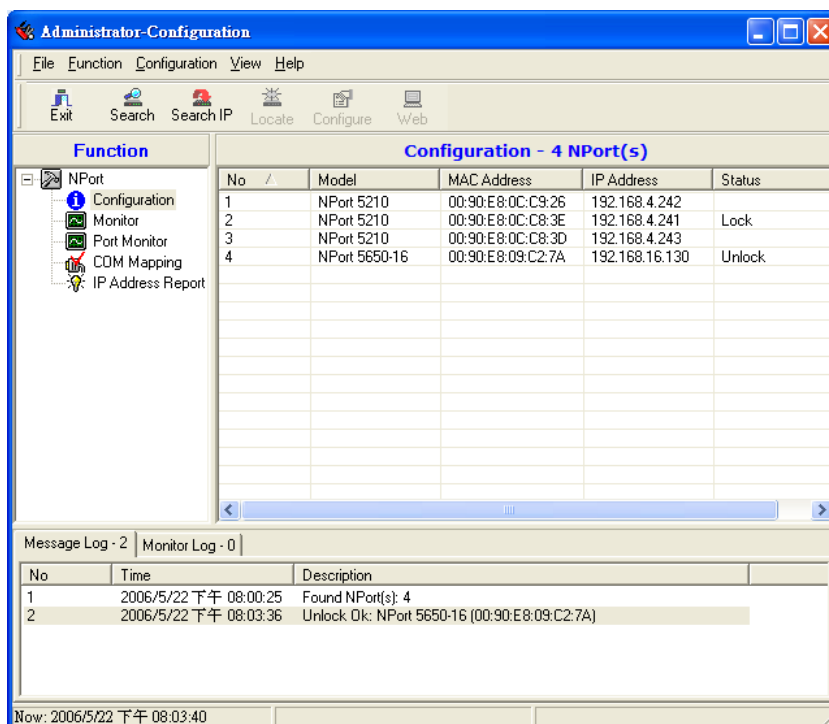 Administrator-Configuration
File Function Configuration View Help
Exit Search Search IP Locate Configure Web
Function
Configuration - 4 NPort(s)
NPort
Configuration
Monitor
Port Monitor
COM Mapping
IP Address Report
No Model MAC Address IP Address Status
1 NPort 5210 00:90:E8:0C:C9:26 192.168.4.242
2 NPort 5210 00:90:E8:0C:C8:3E 192.168.4.241 Lock
3 NPort 5210 00:90:E8:0C:C8:3D 192.168.4.243
4 NPort 5650-16 00:90:E8:09:C2:7A 192.168.16.130 Unlock
Message Log - 2 Monitor Log - 0
No Time Description
1 2006/5/22 下午 08:00:25 Found NPort(s): 4
2 2006/5/22 下午 08:03:36 Unlock Ok: NPort 5650-16 (00:90:E8:09:C2:7A)
Now: 2006/5/22 下午 08:03:40